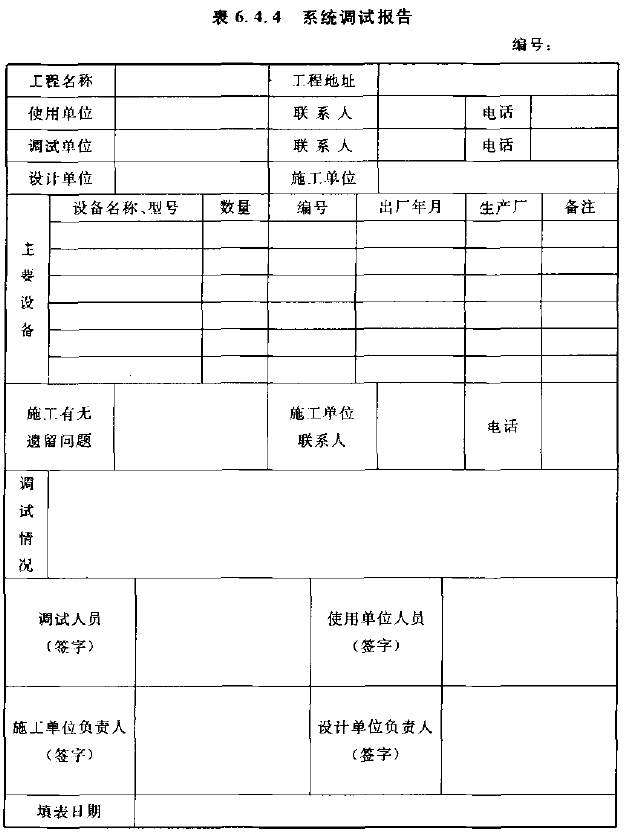 表 6.4.4 系统调试报告
编号：
工程名称 工程地址
使用单位 联系人 电话
调试单位 联系人 电话
设计单位 施工单位
主要设备
设备名称、型号 数量 编号 出厂年月 生产厂 备注
施工有无
遗留问题
施工单位
联系人
电话
调试情况
调试人员
（签字）
使用单位人员
（签字）
施工单位负责人
（签字）
设计单位负责人
（签字）
填表日期